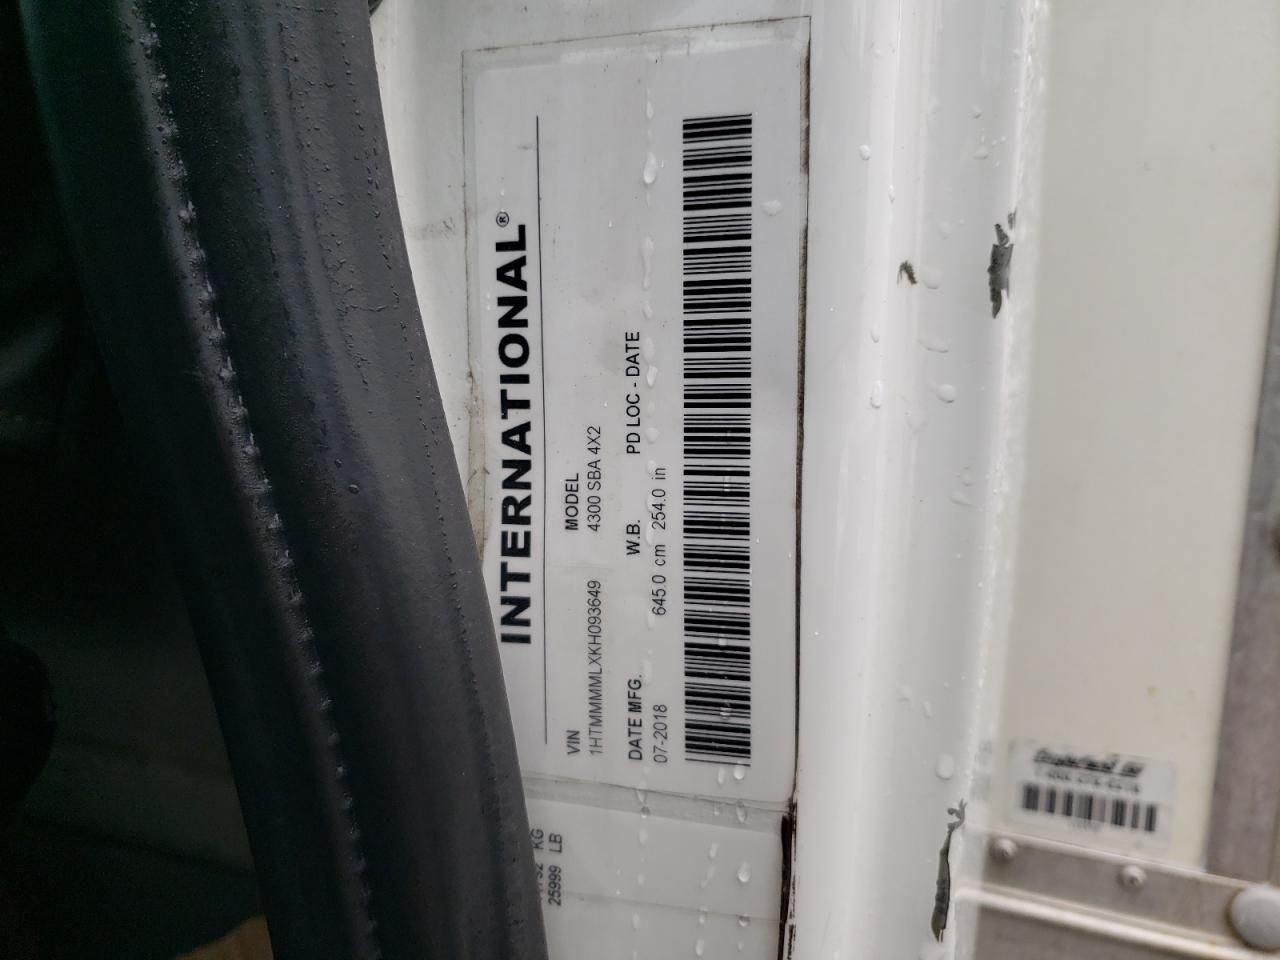 INTERNATIONAL®
VIN MODEL
1HTMMMMLXKH093649 4300 SBA 4X2
DATE MFG. W.B. PD LOC - DATE
07-2018 645.0 cm 254.0 in
KG
25999 LB